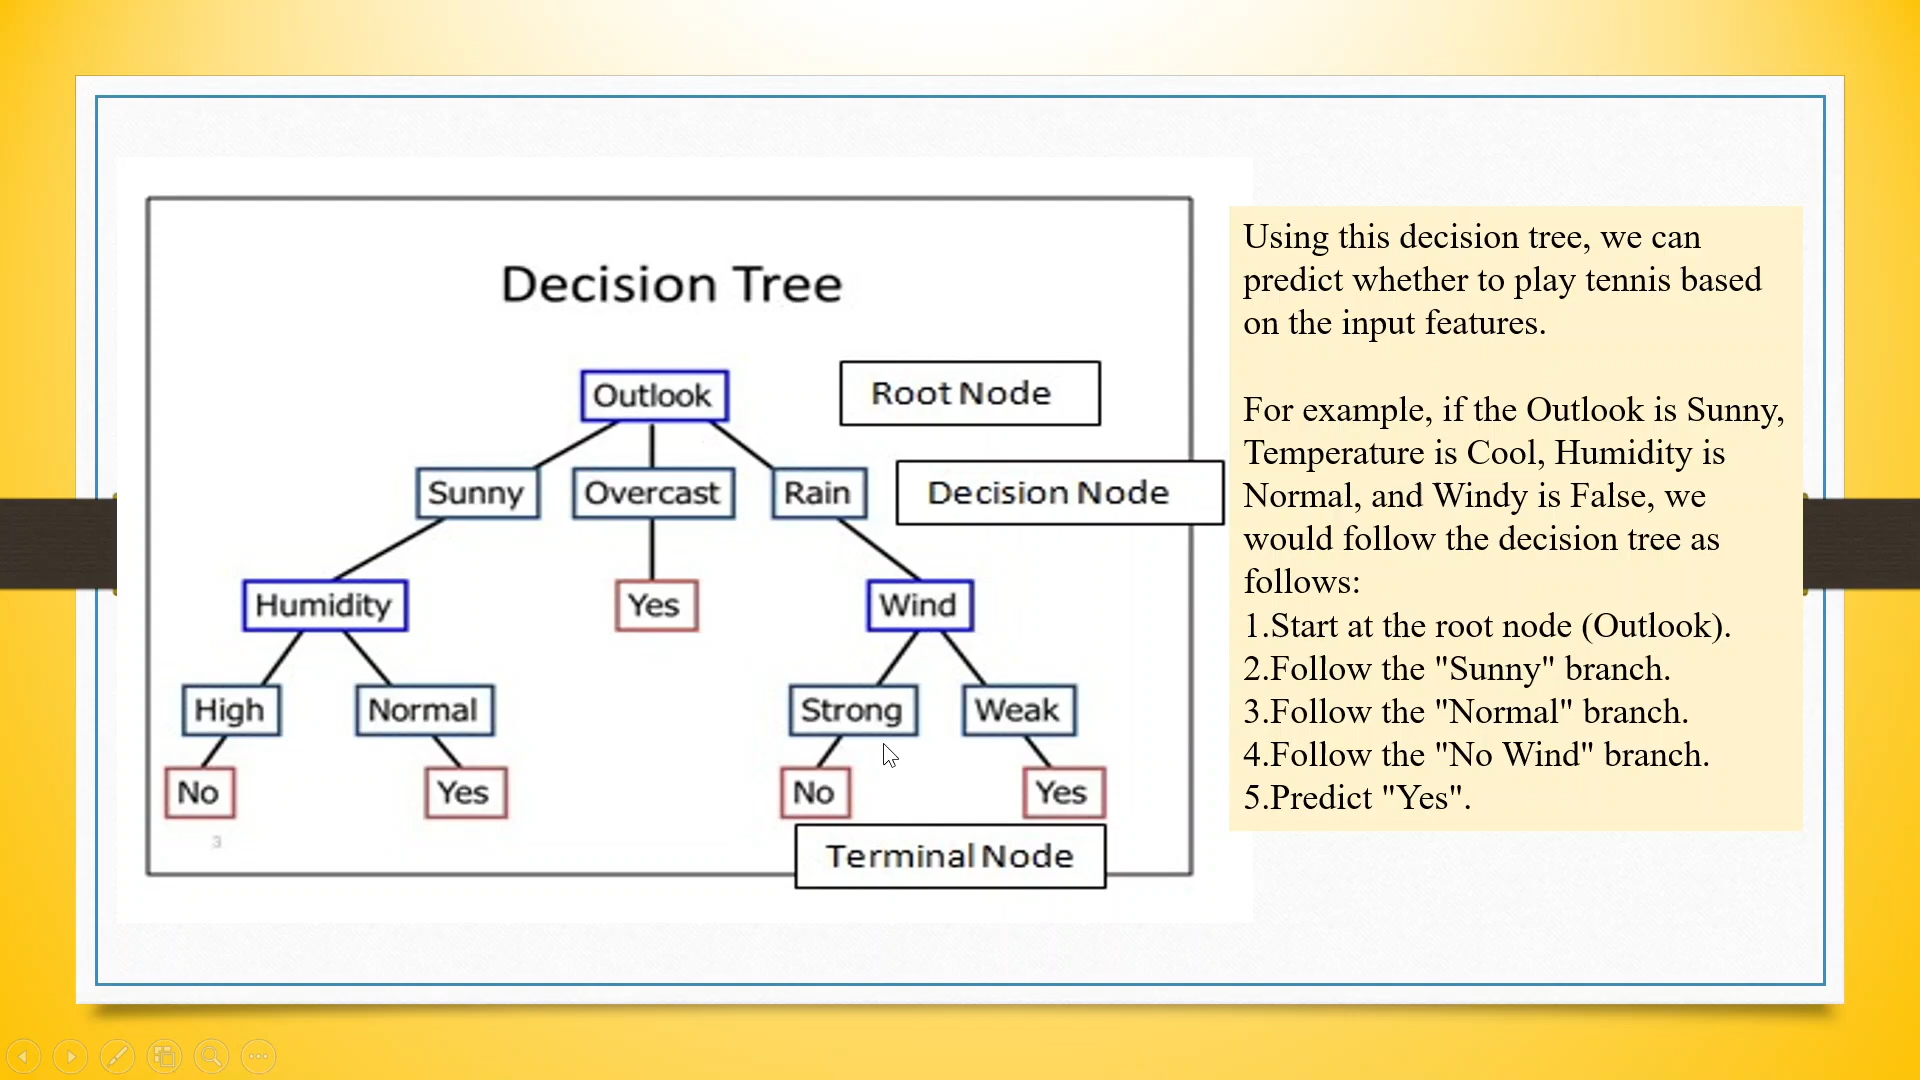 Decision Tree
Outlook
Root Node
Sunny
Overcast
Rain
Decision Node
Humidity
Yes
Wind
High
Normal
Strong
Weak
No
Yes
No
Yes
3
Terminal Node
Using this decision tree, we can
predict whether to play tennis based
on the input features.
For example, if the Outlook is Sunny,
Temperature is Cool, Humidity is
Normal, and Windy is False, we
would follow the decision tree as
follows:
1.Start at the root node (Outlook).
2.Follow the "Sunny" branch.
3.Follow the "Normal" branch.
4.Follow the "No Wind" branch.
5.Predict "Yes".